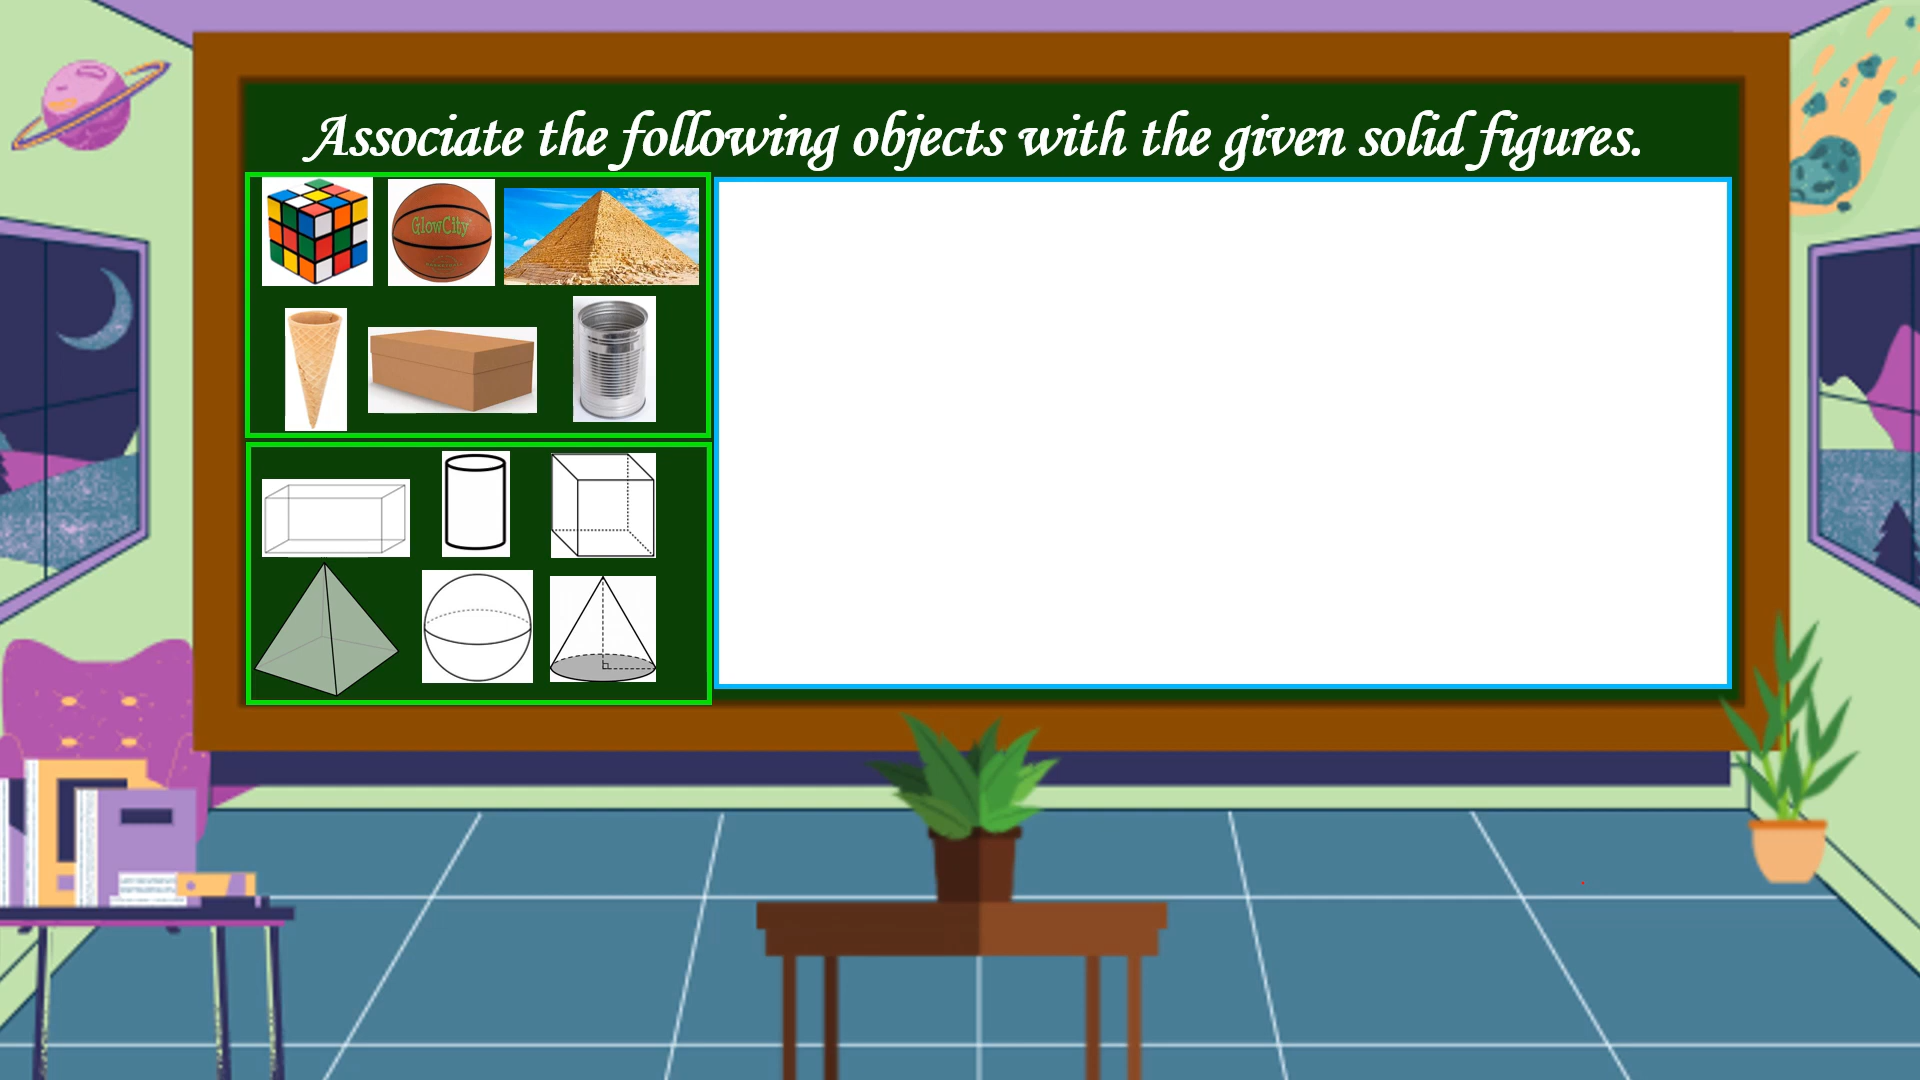 Associate the following objects with the given solid figures.
GlowCity